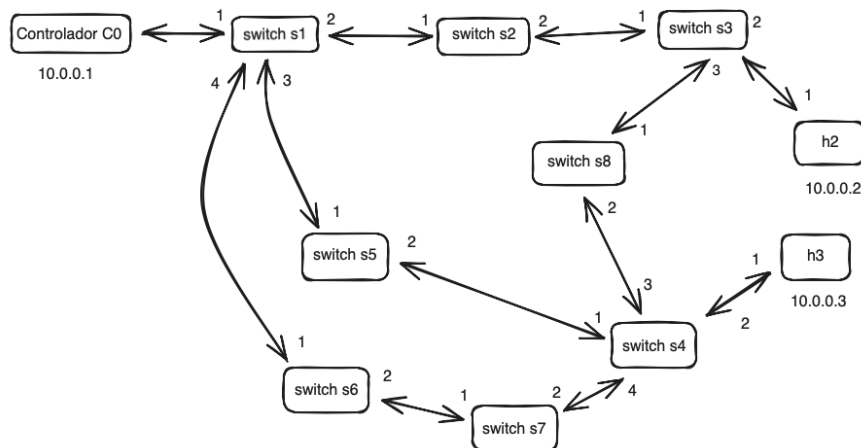 Controlador C0
1
switch s1
2
1
switch s2
2
1
switch s3
2
10.0.0.1
4
3
3
1
h2
10.0.0.2
1
switch s8
2
1
switch s5
2
1
h3
10.0.0.3
3
1
switch s4
2
1
switch s6
2
1
switch s7
2
4